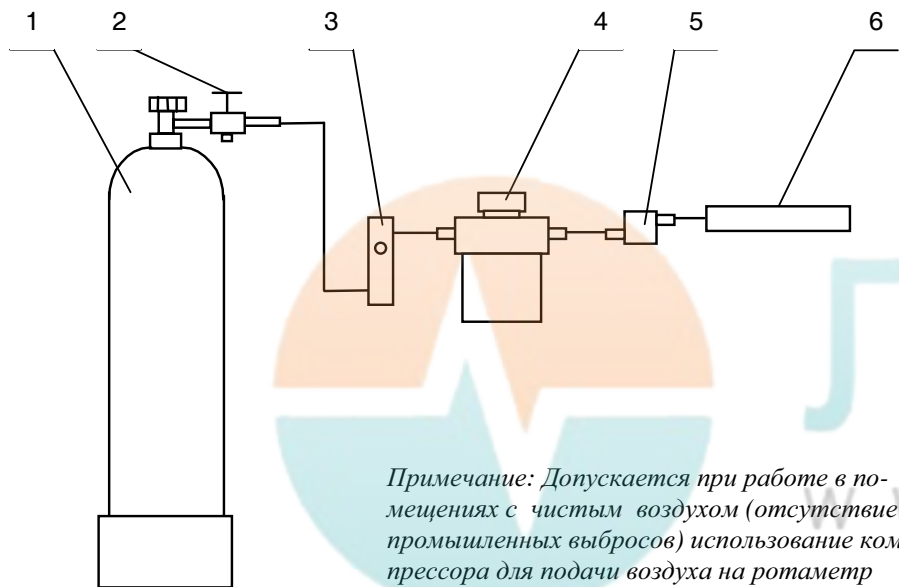 1 2 3 4 5 6
Примечание: Допускается при работе в по-
мещениях с чистым воздухом (отсутствие
промышленных выбросов) использование ком
прессора для подачи воздуха на ротаметр